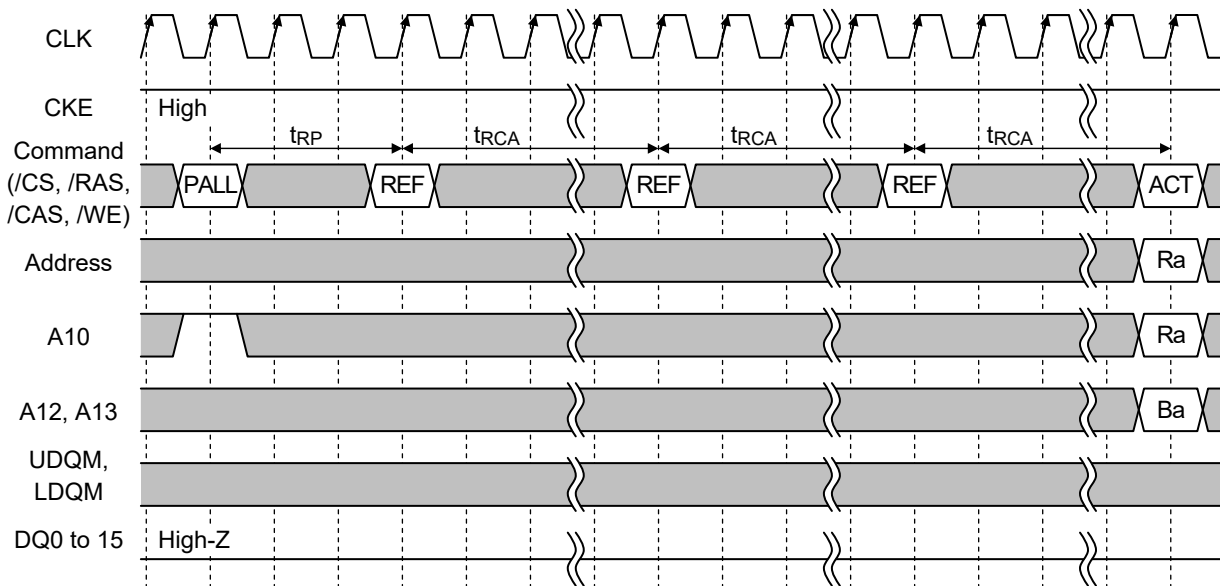 CLK
CKE
High
tRP
tRCA
tRCA
tRCA
Command
(/CS, /RAS,
/CAS, /WE)
PALL
REF
REF
REF
ACT
Address
Ra
A10
Ra
A12, A13
Ba
UDQM,
LDQM
DQ0 to 15
High-Z